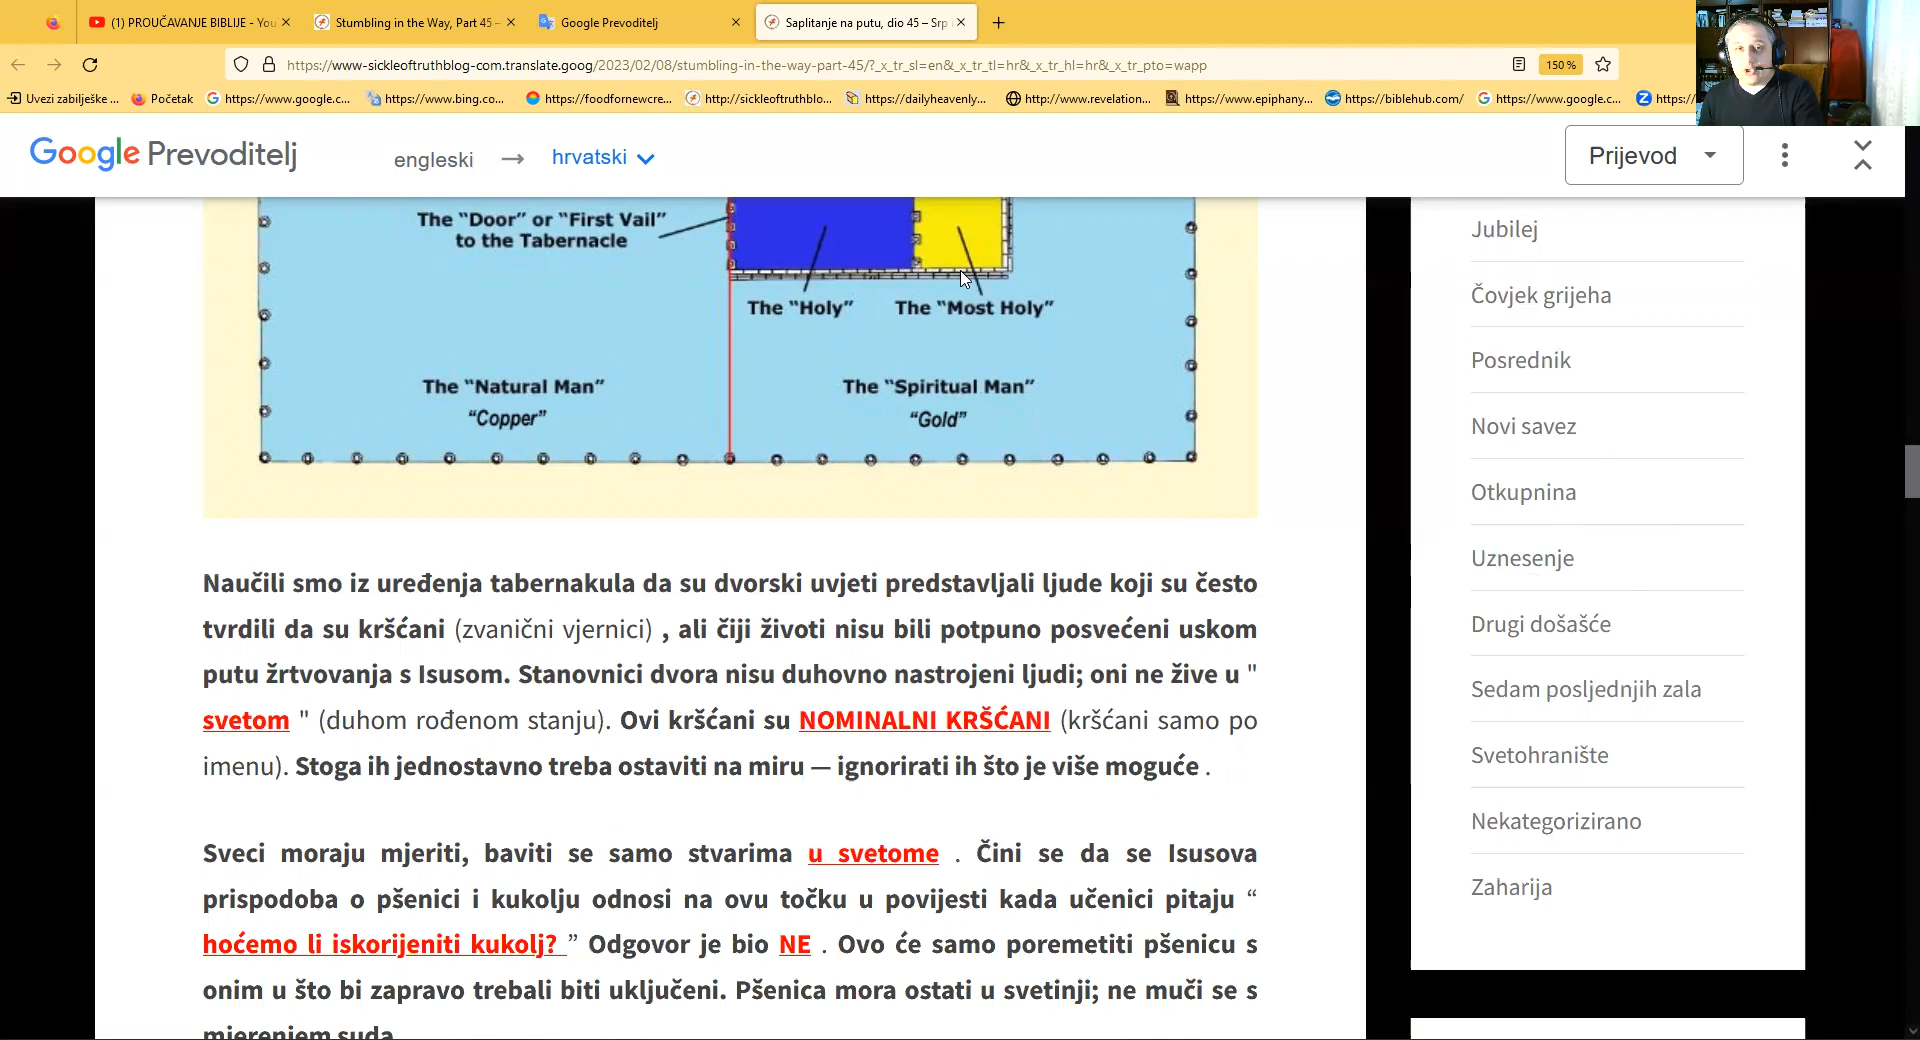 (1) PROUČAVANJE BIBLIJE - You
Stumbling in the Way, Part 45 –
Google Prevoditelj
Saplitanje na putu, dio 45 – Srp
https://www-sickleoftruthblog-com.translate.goog/2023/02/08/stumbling-in-the-way-part-45/?_x_tr_sl=en&_x_tr_tl=hr&_x_tr_hl=hr&_x_tr_pto=wapp
150 %
Uvezi zabilješke ...
Početak
https://www.google.c...
https://www.bing.co...
https://foodfornewcre...
http://sickleoftruthblo...
https://dailyheavenly...
http://www.revelation...
https://www.epiphany...
https://biblehub.com/
https://www.google.c...
https:/
Google Prevoditelj
engleski → hrvatski
Prijevod
The “Door” or “First Vail”
to the Tabernacle
The “Holy”
The “Most Holy”
The “Natural Man”
“Copper”
The “Spiritual Man”
“Gold”
Naučili smo iz uređenja tabernakula da su dvorski uvjeti predstavljali ljude koji su često
tvrdili da su kršćani (zvanični vjernici) , ali čiji životi nisu bili potpuno posvećeni uskom
putu žrtvovanja s Isusom. Stanovnici dvora nisu duhovno nastrojeni ljudi; oni ne žive u "
svetom " (duhom rođenom stanju). Ovi kršćani su NOMINALNI KRŠĆANI (kršćani samo po
imenu). Stoga ih jednostavno treba ostaviti na miru — ignorirati ih što je više moguće .
Sveci moraju mjeriti, baviti se samo stvarima u svetome . Čini se da se Isusova
prispodoba o pšenici i kukolju odnosi na ovu točku u povijesti kada učenici pitaju “
hoćemo li iskorijeniti kukolj? ” Odgovor je bio NE . Ovo će samo poremetiti pšenicu s
onim u što bi zapravo trebali biti uključeni. Pšenica mora ostati u svetinji; ne muči se s
mjerenjem suda.
Jubilej
Čovjek grijeha
Posrednik
Novi savez
Otkupnina
Uznesenje
Drugi došašće
Sedam posljednjih zala
Svetohranište
Nekategorizirano
Zaharija